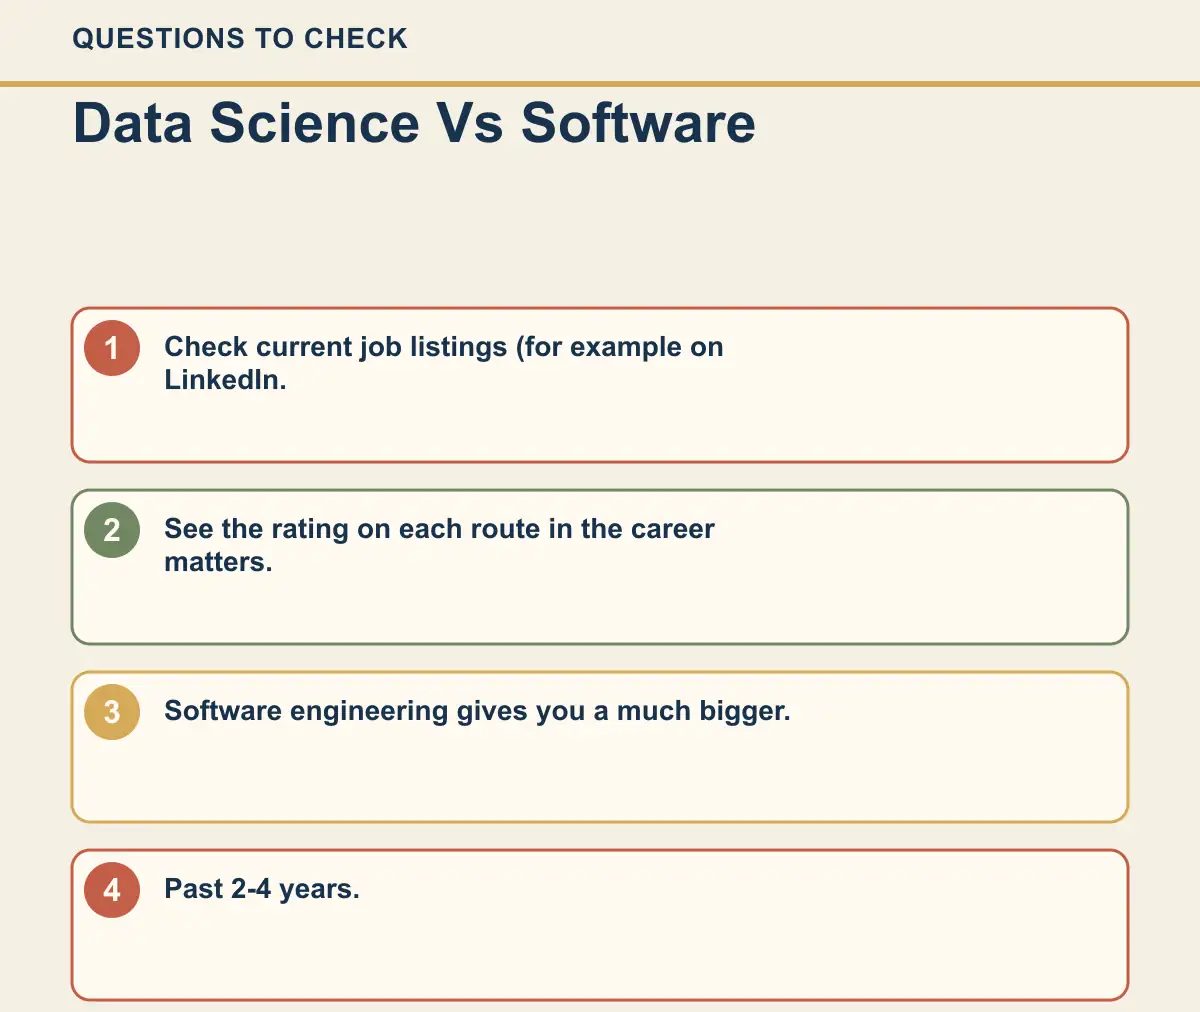 QUESTIONS TO CHECK
Data Science Vs Software
1
Check current job listings (for example on
LinkedIn.
2
See the rating on each route in the career
matters.
3
Software engineering gives you a much bigger.
4
Past 2-4 years.